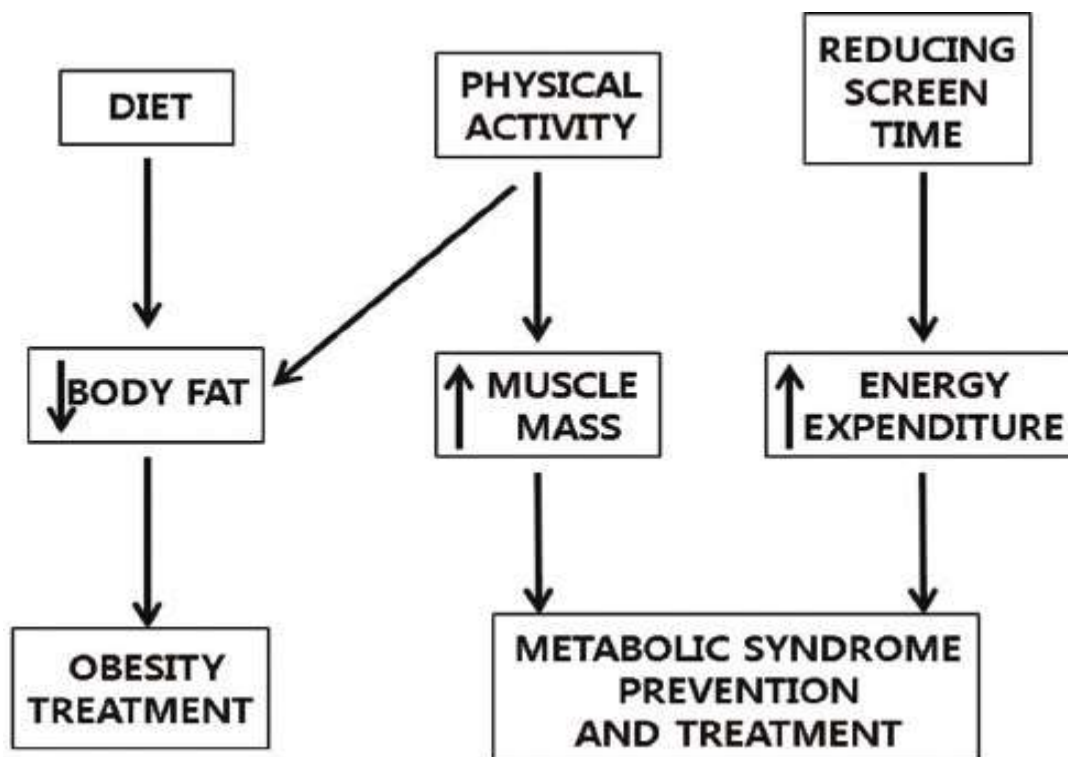 DIET
PHYSICAL
ACTIVITY
REDUCING
SCREEN
TIME
BODY FAT
MUSCLE
MASS
ENERGY
EXPENDITURE
OBESITY
TREATMENT
METABOLIC SYNDROME
PREVENTION
AND TREATMENT